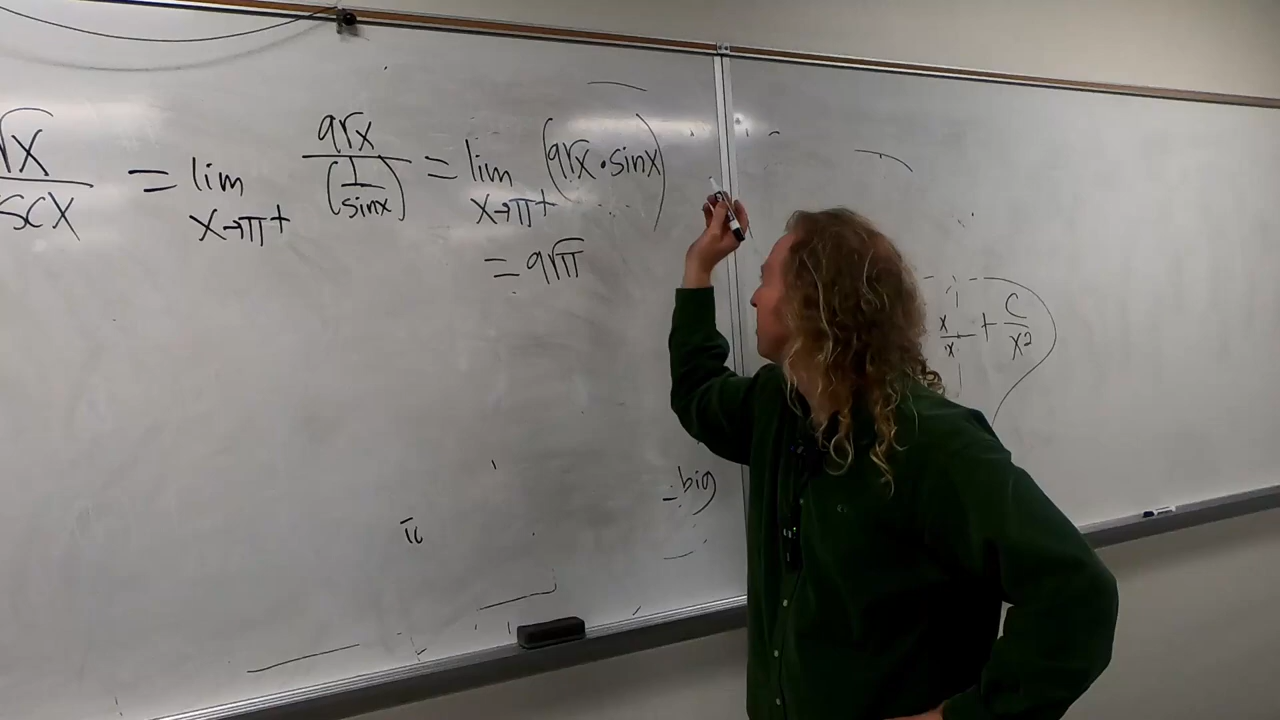 √x / scx = lim x→π⁺ 9√x / (1/sinx) = lim x→π⁺ (9√x · sinx)
= 9√π
x/x + C/x²
big